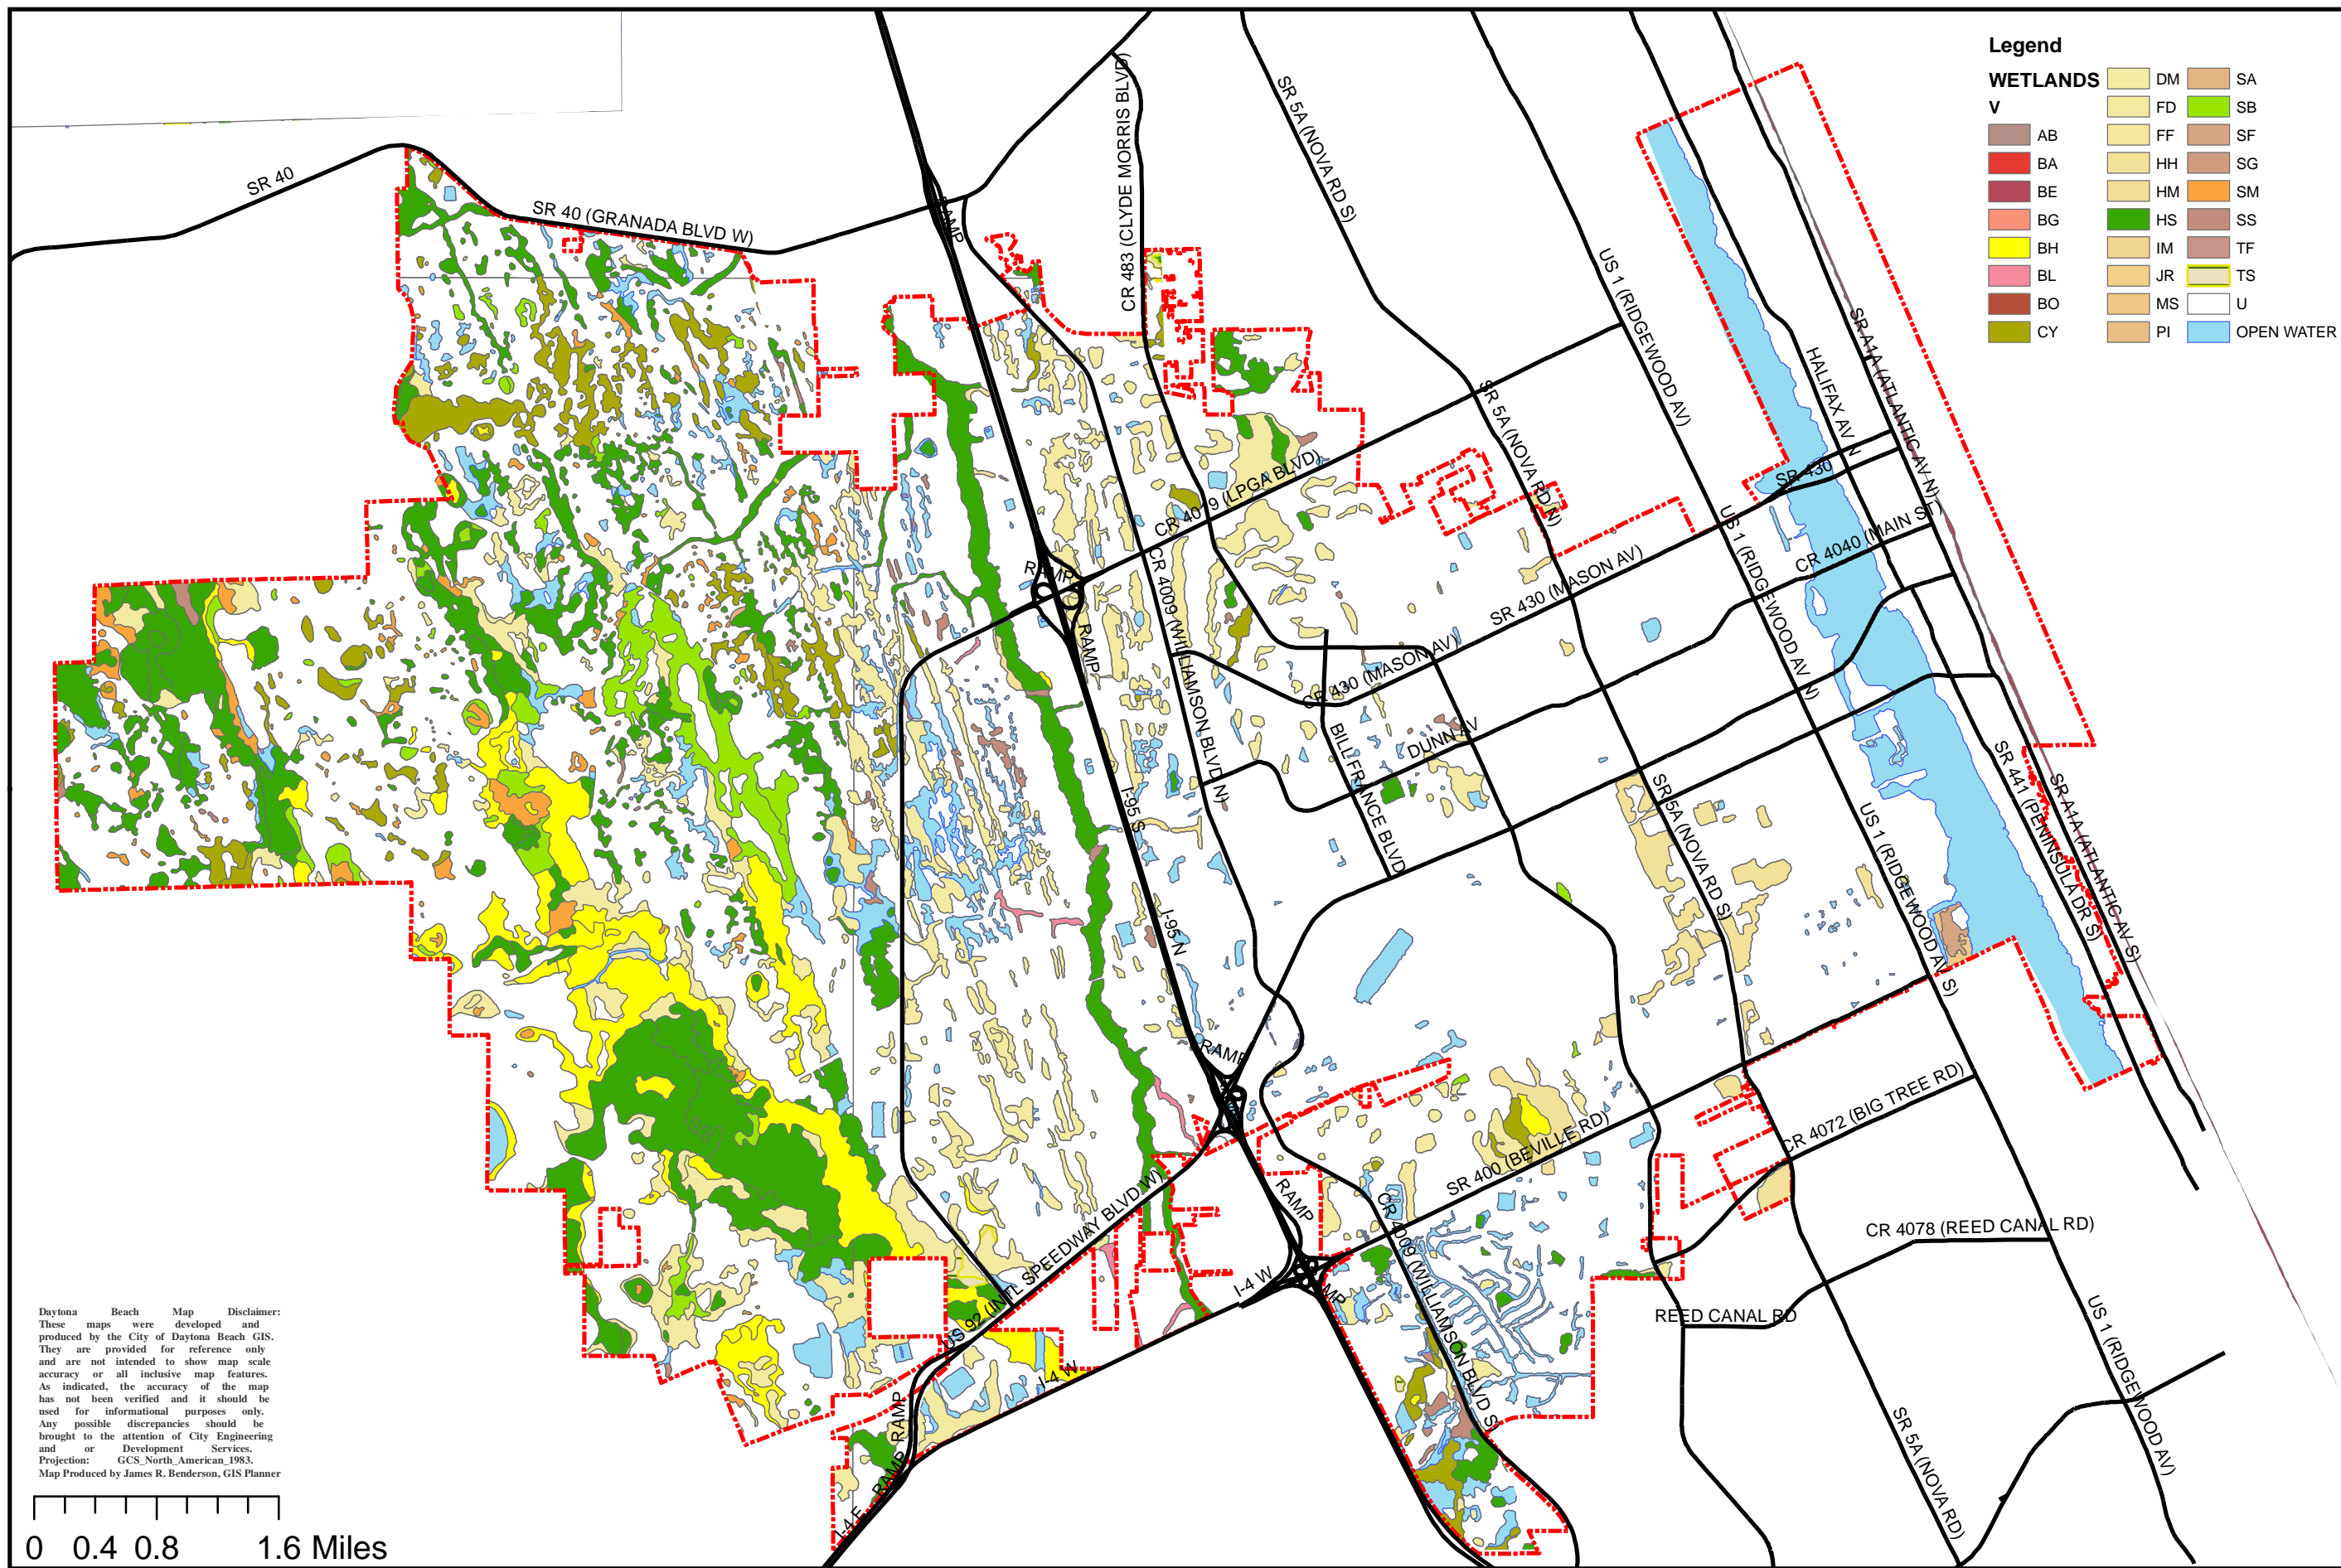 Legend
WETLANDS
V
AB
BA
BE
BG
BH
BL
BO
CY
DM
FD
FF
HH
HM
HS
IM
JR
MS
PI
SA
SB
SF
SG
SM
SS
TF
TS
U
OPEN WATER
SR 40
SR 40 (GRANADA BLVD W)
RAMP
CR 483 (CLYDE MORRIS BLVD)
SR 5A (NOVA RD S)
US 1 (RIDGEWOOD AV)
SR A1A (ATLANTIC AV N)
HALIFAX AV N
SR 5A (NOVA RD N)
SR 430
CR 4019 (LPGA BLVD)
US 1 (RIDGEWOOD AV N)
CR 4040 (MAIN ST)
RAMP
RAMP
CR 4009 (WILLIAMSON BLVD N)
SR 430 (MASON AV)
CR 430 (MASON AV)
BILL FRANCE BLVD
DUNN AV
I-95 S
I-95 N
SR 5A (NOVA RD S)
US 1 (RIDGEWOOD AV S)
SR 441 (PENINSULA DR S)
SR A1A (ATLANTIC AV S)
RAMP
SR 400 (BEVILLE RD)
CR 4072 (BIG TREE RD)
US 92 (INTL SPEEDWAY BLVD W)
RAMP
I-4 W
RAMP
CR 4009 (WILLIAMSON BLVD S)
CR 4078 (REED CANAL RD)
REED CANAL RD
US 1 (RIDGEWOOD AV)
I-4 W
RAMP
RAMP
I-4 E
SR 5A (NOVA RD)
Daytona Beach Map Disclaimer:
These maps were developed and
produced by the City of Daytona Beach GIS.
They are provided for reference only
and are not intended to show map scale
accuracy or all inclusive map features.
As indicated, the accuracy of the map
has not been verified and it should be
used for informational purposes only.
Any possible discrepancies should be
brought to the attention of City Engineering
and or Development Services.
Projection: GCS_North_American_1983.
Map Produced by James R. Benderson, GIS Planner
0 0.4 0.8 1.6 Miles